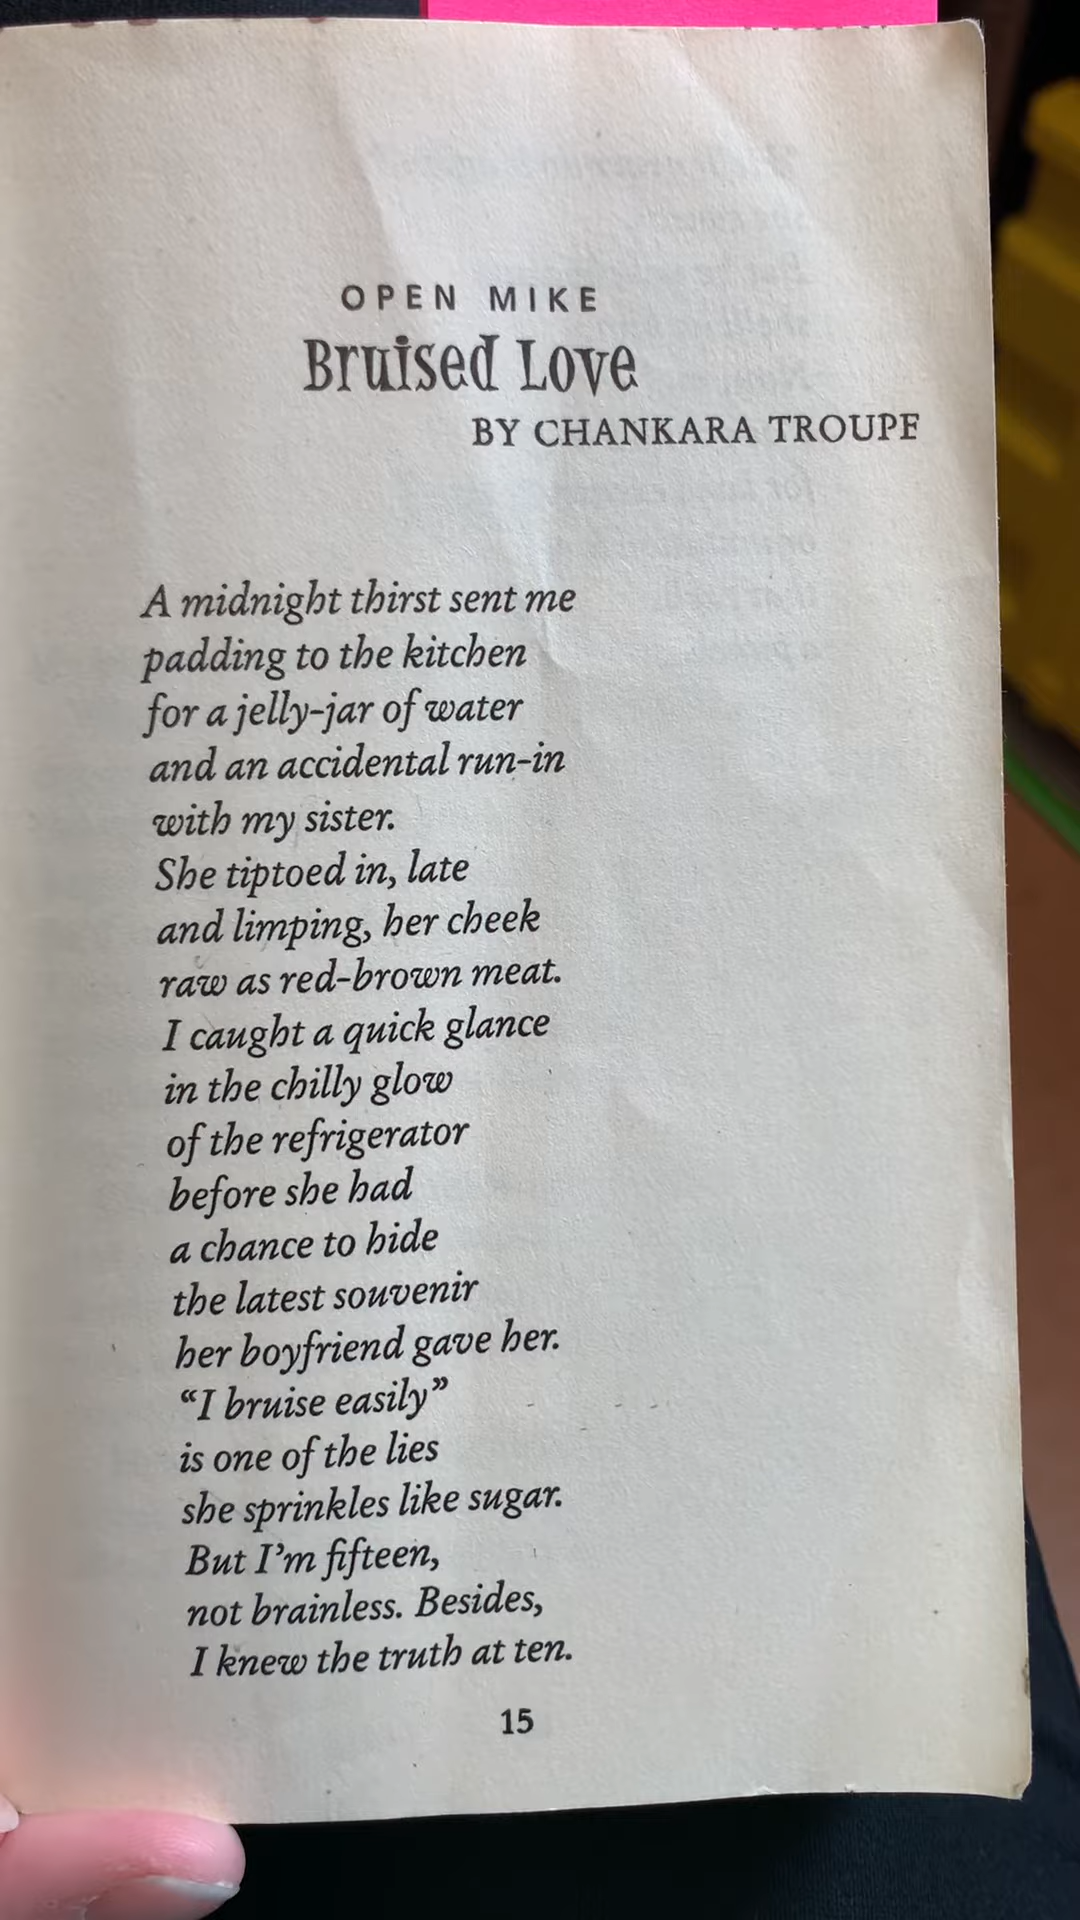 OPEN MIKE
Bruised Love
BY CHANKARA TROUPE
A midnight thirst sent me
padding to the kitchen
for a jelly-jar of water
and an accidental run-in
with my sister.
She tiptoed in, late
and limping, her cheek
raw as red-brown meat.
I caught a quick glance
in the chilly glow
of the refrigerator
before she had
a chance to hide
the latest souvenir
her boyfriend gave her.
“I bruise easily”
is one of the lies
she sprinkles like sugar.
But I’m fifteen,
not brainless. Besides,
I knew the truth at ten.
15